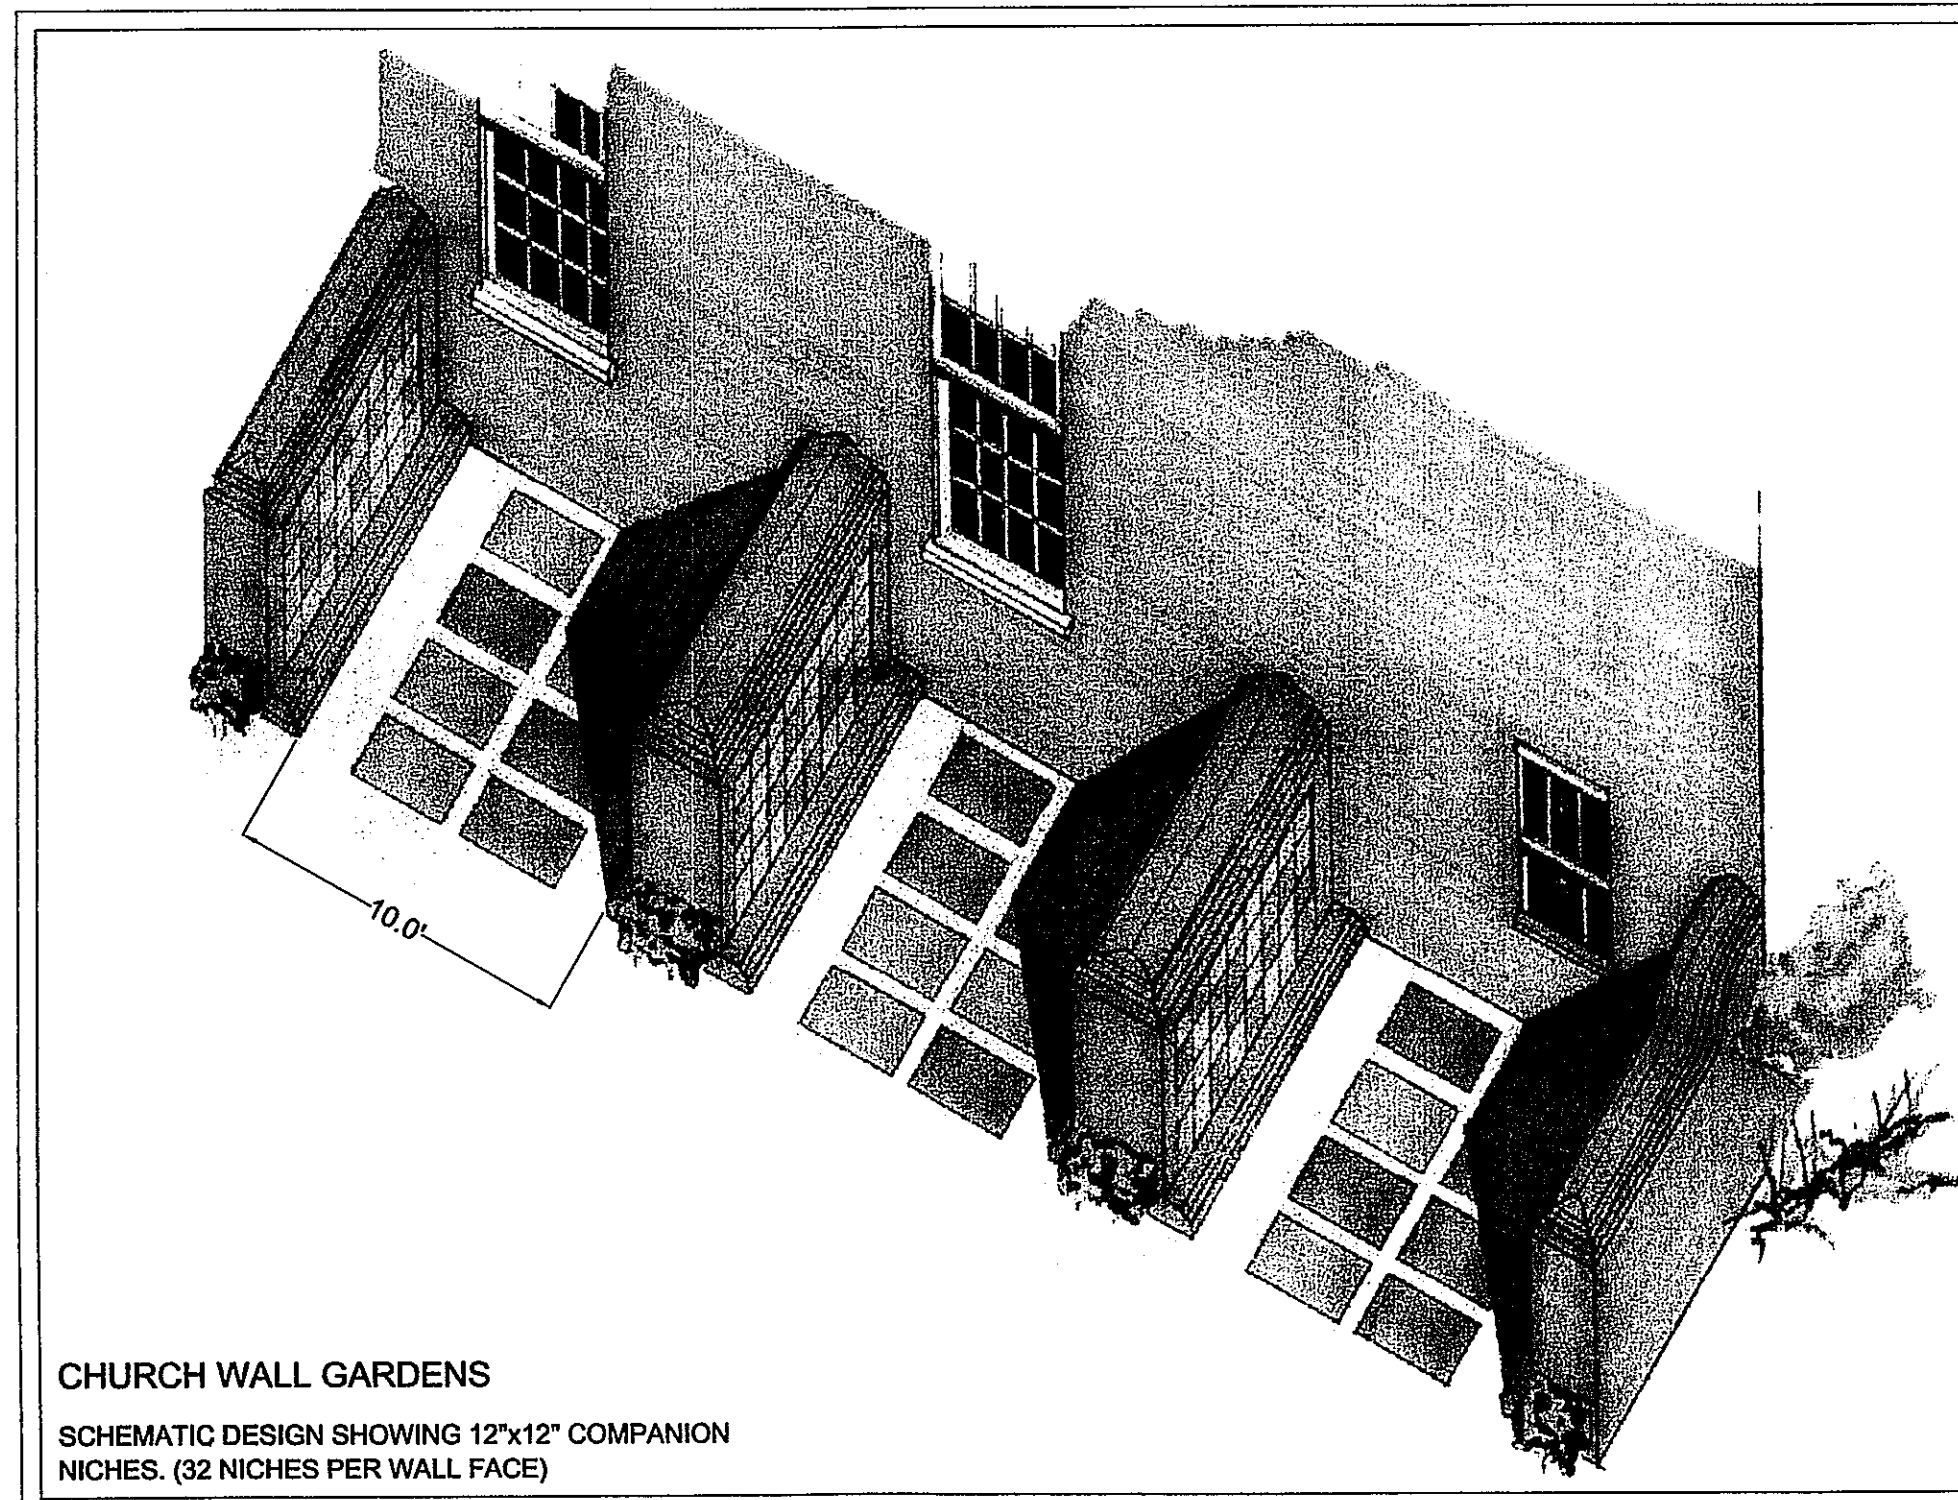 10.0'
CHURCH WALL GARDENS
SCHEMATIC DESIGN SHOWING 12"x12" COMPANION
NICHES. (32 NICHES PER WALL FACE)